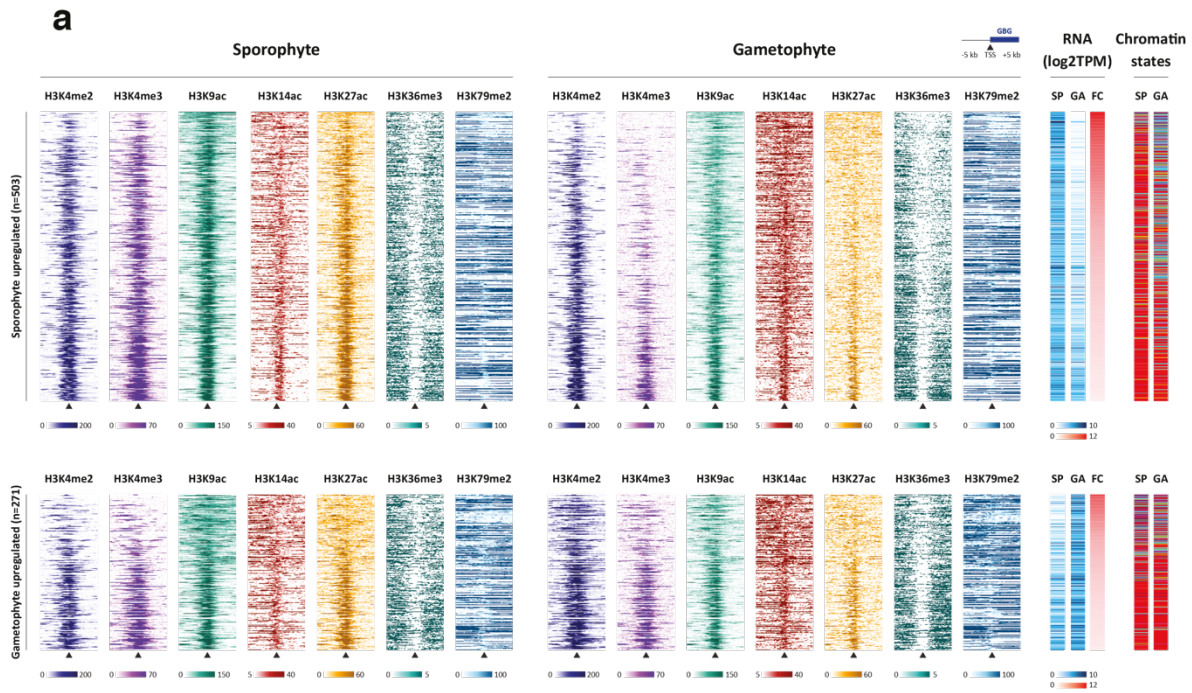 a
Sporophyte
Gametophyte
GBG
-5 kb TSS +5 kb
RNA
(log2TPM)
Chromatin
states
H3K4me2 H3K4me3 H3K9ac H3K14ac H3K27ac H3K36me3 H3K79me2
H3K4me2 H3K4me3 H3K9ac H3K14ac H3K27ac H3K36me3 H3K79me2
SP GA FC
SP GA
Sporophyte upregulated (n=503)
0 200 0 70 0 150 5 40 0 60 0 5 0 100
0 200 0 70 0 150 5 40 0 60 0 5 0 100
0 10
0 12
H3K4me2 H3K4me3 H3K9ac H3K14ac H3K27ac H3K36me3 H3K79me2
H3K4me2 H3K4me3 H3K9ac H3K14ac H3K27ac H3K36me3 H3K79me2
SP GA FC
SP GA
Gametophyte upregulated (n=271)
0 200 0 70 0 150 5 40 0 60 0 5 0 100
0 200 0 70 0 150 5 40 0 60 0 5 0 100
0 10
0 12